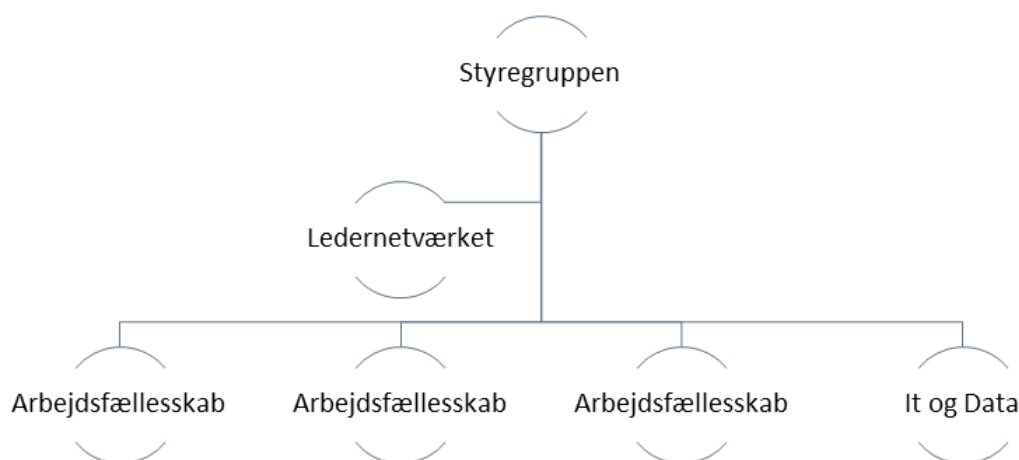 Styregruppen
Ledernetværket
Arbejdsfællesskab
Arbejdsfællesskab
Arbejdsfællesskab
It og Data